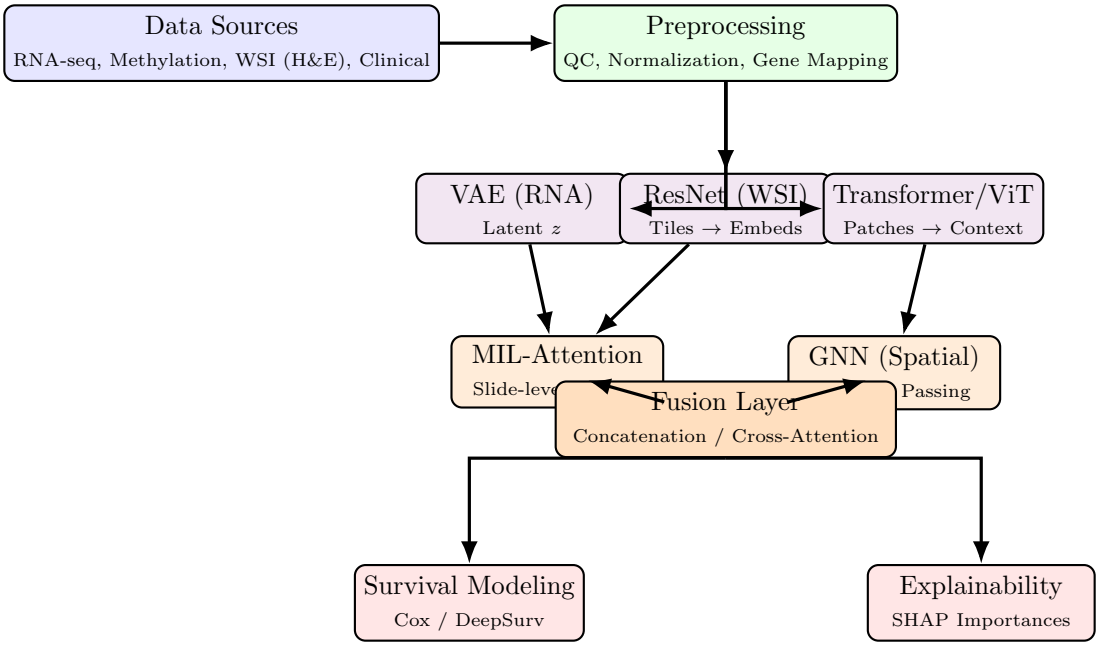 Data Sources
RNA-seq, Methylation, WSI (H&E), Clinical
Preprocessing
QC, Normalization, Gene Mapping
VAE (RNA)
Latent z
ResNet (WSI)
Tiles → Embeds
Transformer/ViT
Patches → Context
MIL-Attention
Slide-leve
GNN (Spatial)
Passing
Fusion Layer
Concatenation / Cross-Attention
Survival Modeling
Cox / DeepSurv
Explainability
SHAP Importances